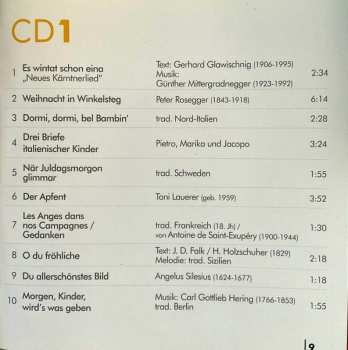 CD1
1 Es wintat schon eina „Neues Kärntnerlied" Text: Gerhard Glawischnig (1906-1995) Musik: Günther Mittergradnegger (1923-1992) 2:34
2 Weihnacht in Winkelsteg Peter Rosegger (1843-1918) 6:14
3 Dormi, dormi, bel Bambin' trad. Nord-Italien 2:28
4 Drei Briefe italienischer Kinder Pietro, Marika und Jacopo 3:24
5 När Juldagsmorgon glimmar trad. Schweden 1:55
6 Der Apfent Toni Lauerer (geb. 1959) 3:52
7 Les Anges dans nos Campagnes / Gedanken trad. Frankreich (18. Jh) / von Antoine de Saint-Exupéry (1900-1944) 1:30
8 O du fröhliche Text: J. D. Falk / H. Holzschuher (1829) Melodie: trad. Sizilien 2:18
9 Du allerschönstes Bild Angelus Silesius (1624-1677) 1:18
10 Morgen, Kinder, wird's was geben Musik: Carl Gottlieb Hering (1766-1853) trad. Berlin 1:55
9